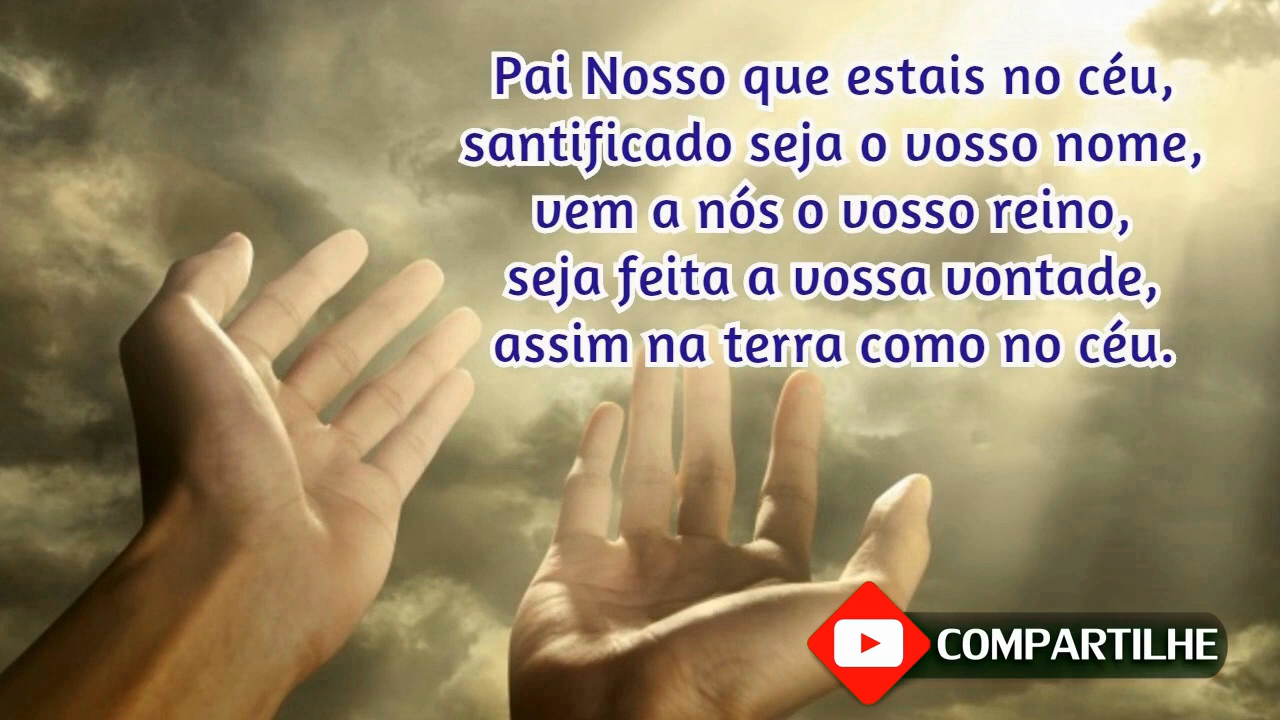 Pai Nosso que estais no céu,
santificado seja o vosso nome,
vem a nós o vosso reino,
seja feita a vossa vontade,
assim na terra como no céu.
COMPARTILHE